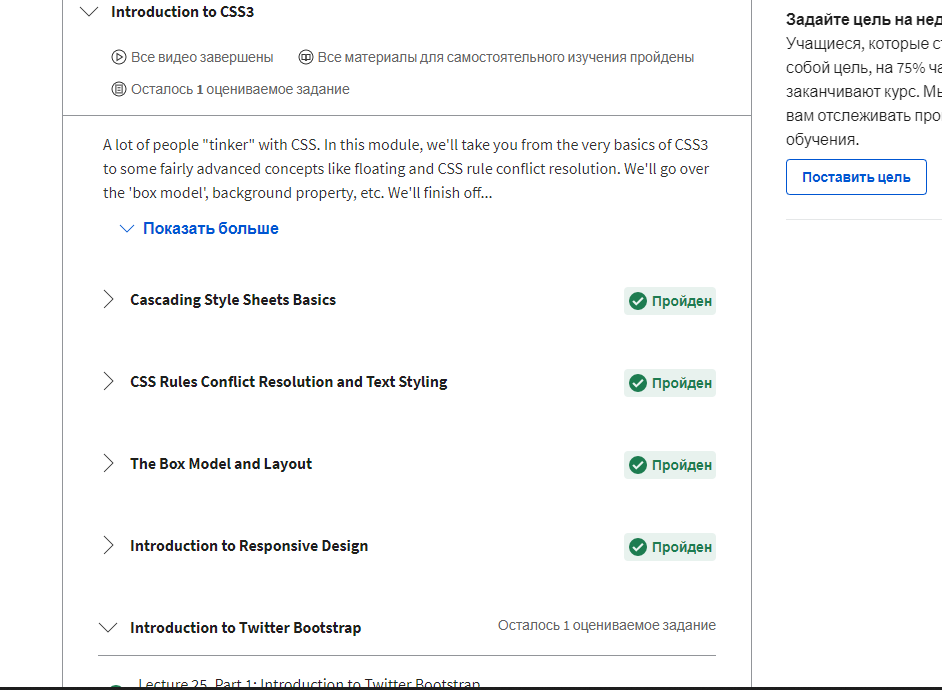 Introduction to CSS3
Все видео завершены
Все материалы для самостоятельного изучения пройдены
Осталось 1 оцениваемое задание
A lot of people "tinker" with CSS. In this module, we'll take you from the very basics of CSS3
to some fairly advanced concepts like floating and CSS rule conflict resolution. We'll go over
the 'box model', background property, etc. We'll finish off...
Показать больше
Cascading Style Sheets Basics
Пройден
CSS Rules Conflict Resolution and Text Styling
Пройден
The Box Model and Layout
Пройден
Introduction to Responsive Design
Пройден
Introduction to Twitter Bootstrap
Осталось 1 оцениваемое задание
Lecture 25, Part 1: Introduction to Twitter Bootstrap
Задайте цель на нед
Учащиеся, которые ст
собой цель, на 75% ча
заканчивают курс. Мы
вам отслеживать про
обучения.
Поставить цель